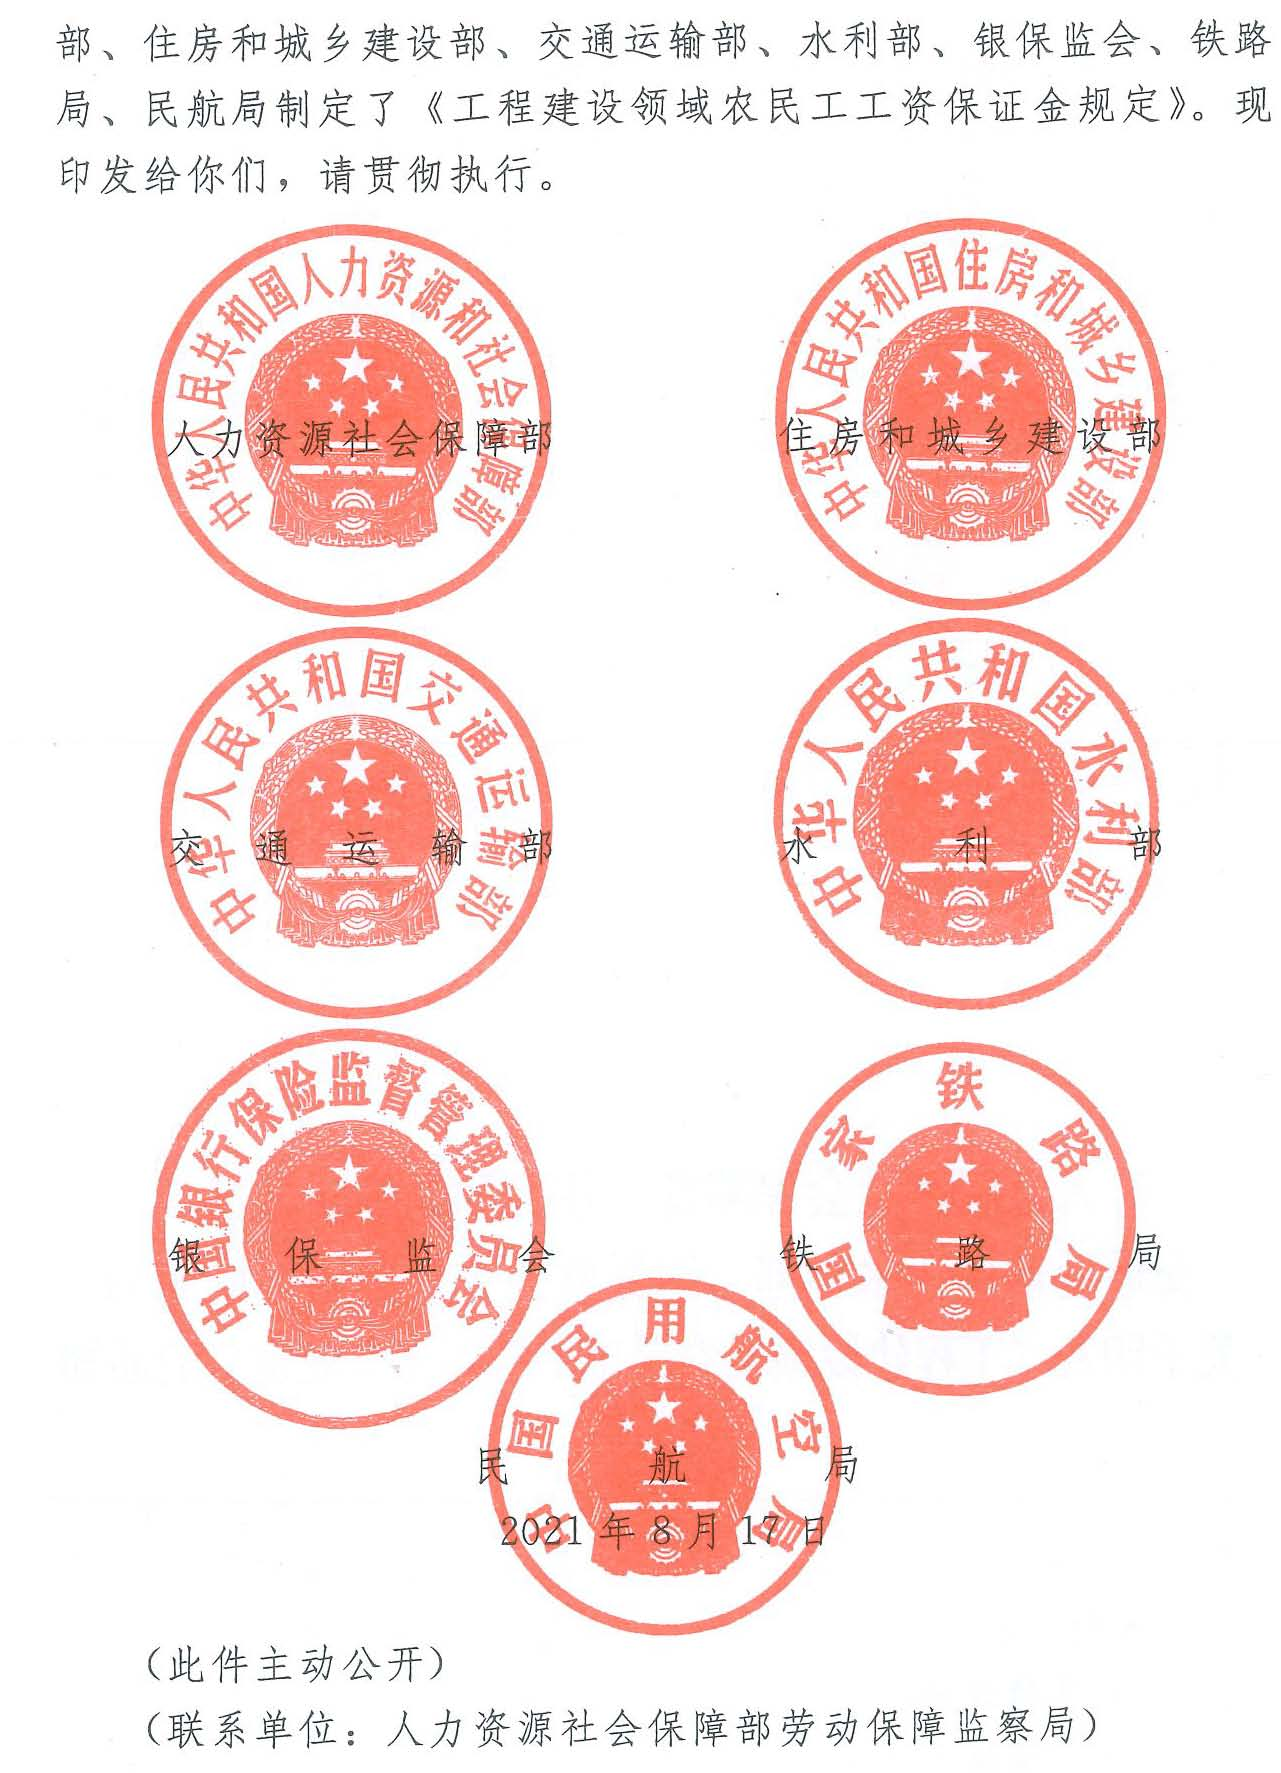 部、住房和城乡建设部、交通运输部、水利部、银保监会、铁路
局、民航局制定了《工程建设领域农民工工资保证金规定》。现
印发给你们，请贯彻执行。
中华人民共和国人力资源和社会保障部
人力资源社会保障部
中华人民共和国住房和城乡建设部
住房和城乡建设部
中华人民共和国交通运输部
交通运输部
中华人民共和国水利部
水利部
中国银行保险监督管理委员会
银保监会
国家铁路局
铁路局
中国民用航空局
民航局
2021年8月17日
（此件主动公开）
（联系单位：人力资源社会保障部劳动保障监察局）